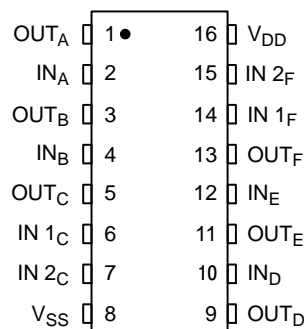 OUTA 1 16 VDD
INA 2 15 IN 2F
OUTB 3 14 IN 1F
INB 4 13 OUTF
OUTC 5 12 INE
IN 1C 6 11 OUTE
IN 2C 7 10 IND
VSS 8 9 OUTD